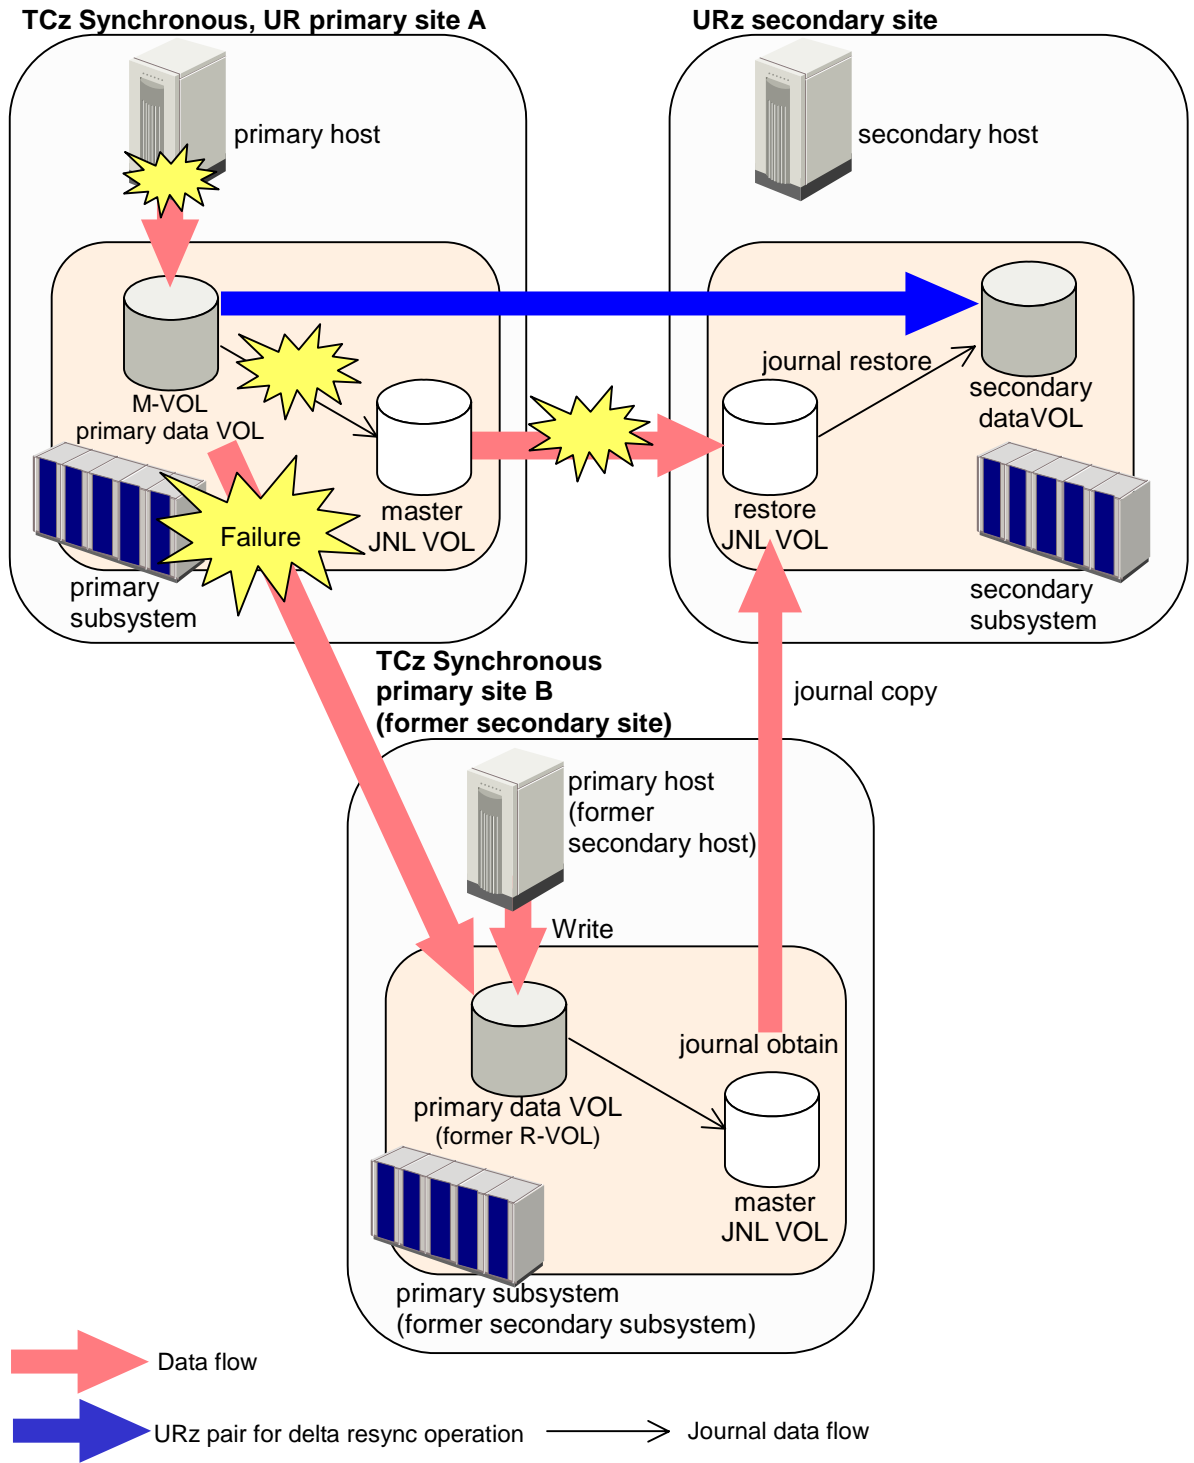 TCz Synchronous, UR primary site A
URz secondary site
primary host
secondary host
journal restore
M-VOL
primary data VOL
secondary
dataVOL
Failure
master
JNL VOL
restore
JNL VOL
primary
subsystem
secondary
subsystem
TCz Synchronous
primary site B
(former secondary site)
journal copy
primary host
(former
secondary host)
Write
journal obtain
primary data VOL
(former R-VOL)
master
JNL VOL
primary subsystem
(former secondary subsystem)
Data flow
URz pair for delta resync operation
Journal data flow